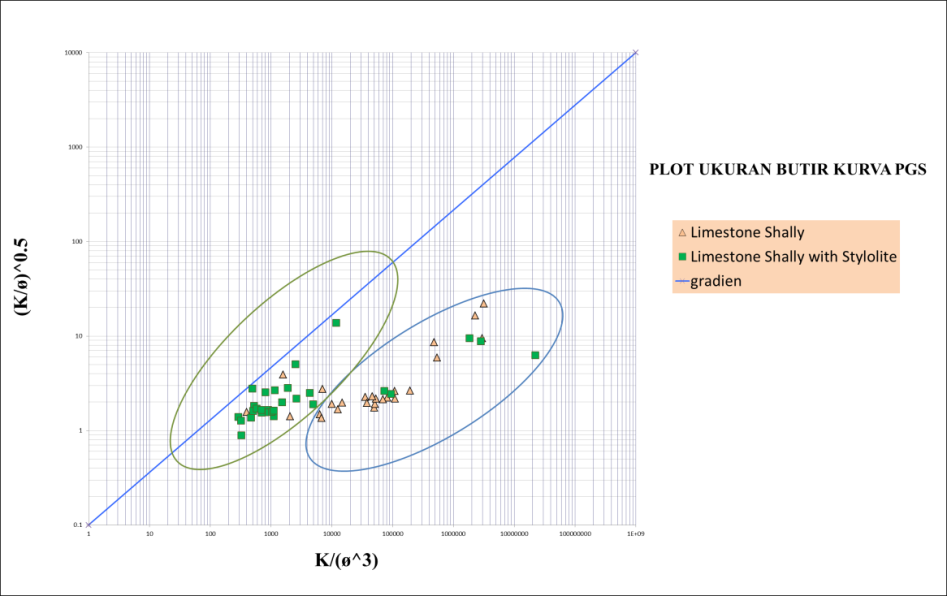 10000
1000
100
10
1
0.1
(K/ø)^0.5
1 10 100 1000 10000 100000 1000000 10000000 100000000 1E+09
K/(ø^3)
PLOT UKURAN BUTIR KURVA PGS
Limestone Shally
Limestone Shally with Stylolite
gradien